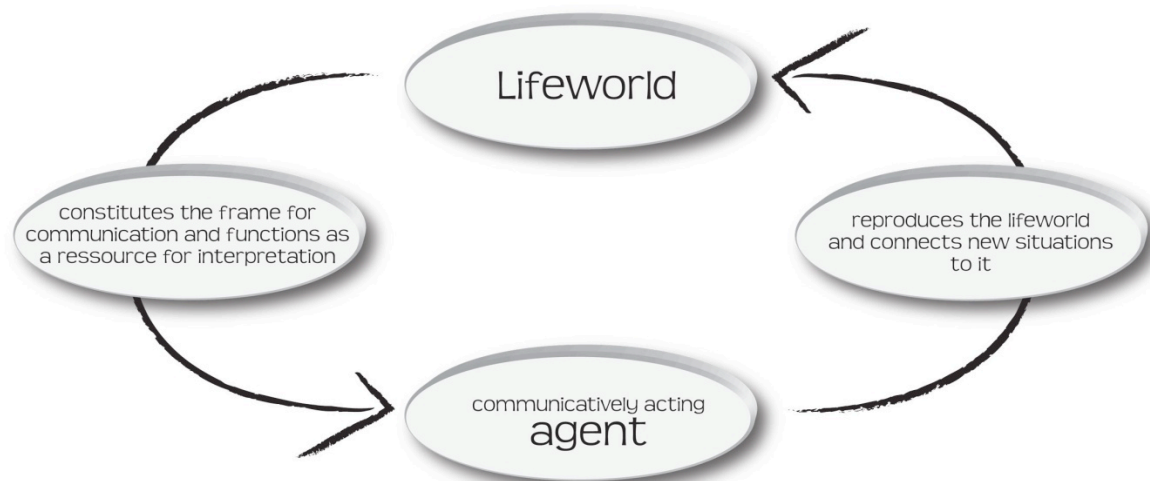 Lifeworld
constitutes the frame for
communication and functions as
a ressource for interpretation
reproduces the lifeworld
and connects new situations
to it
communicatively acting
agent